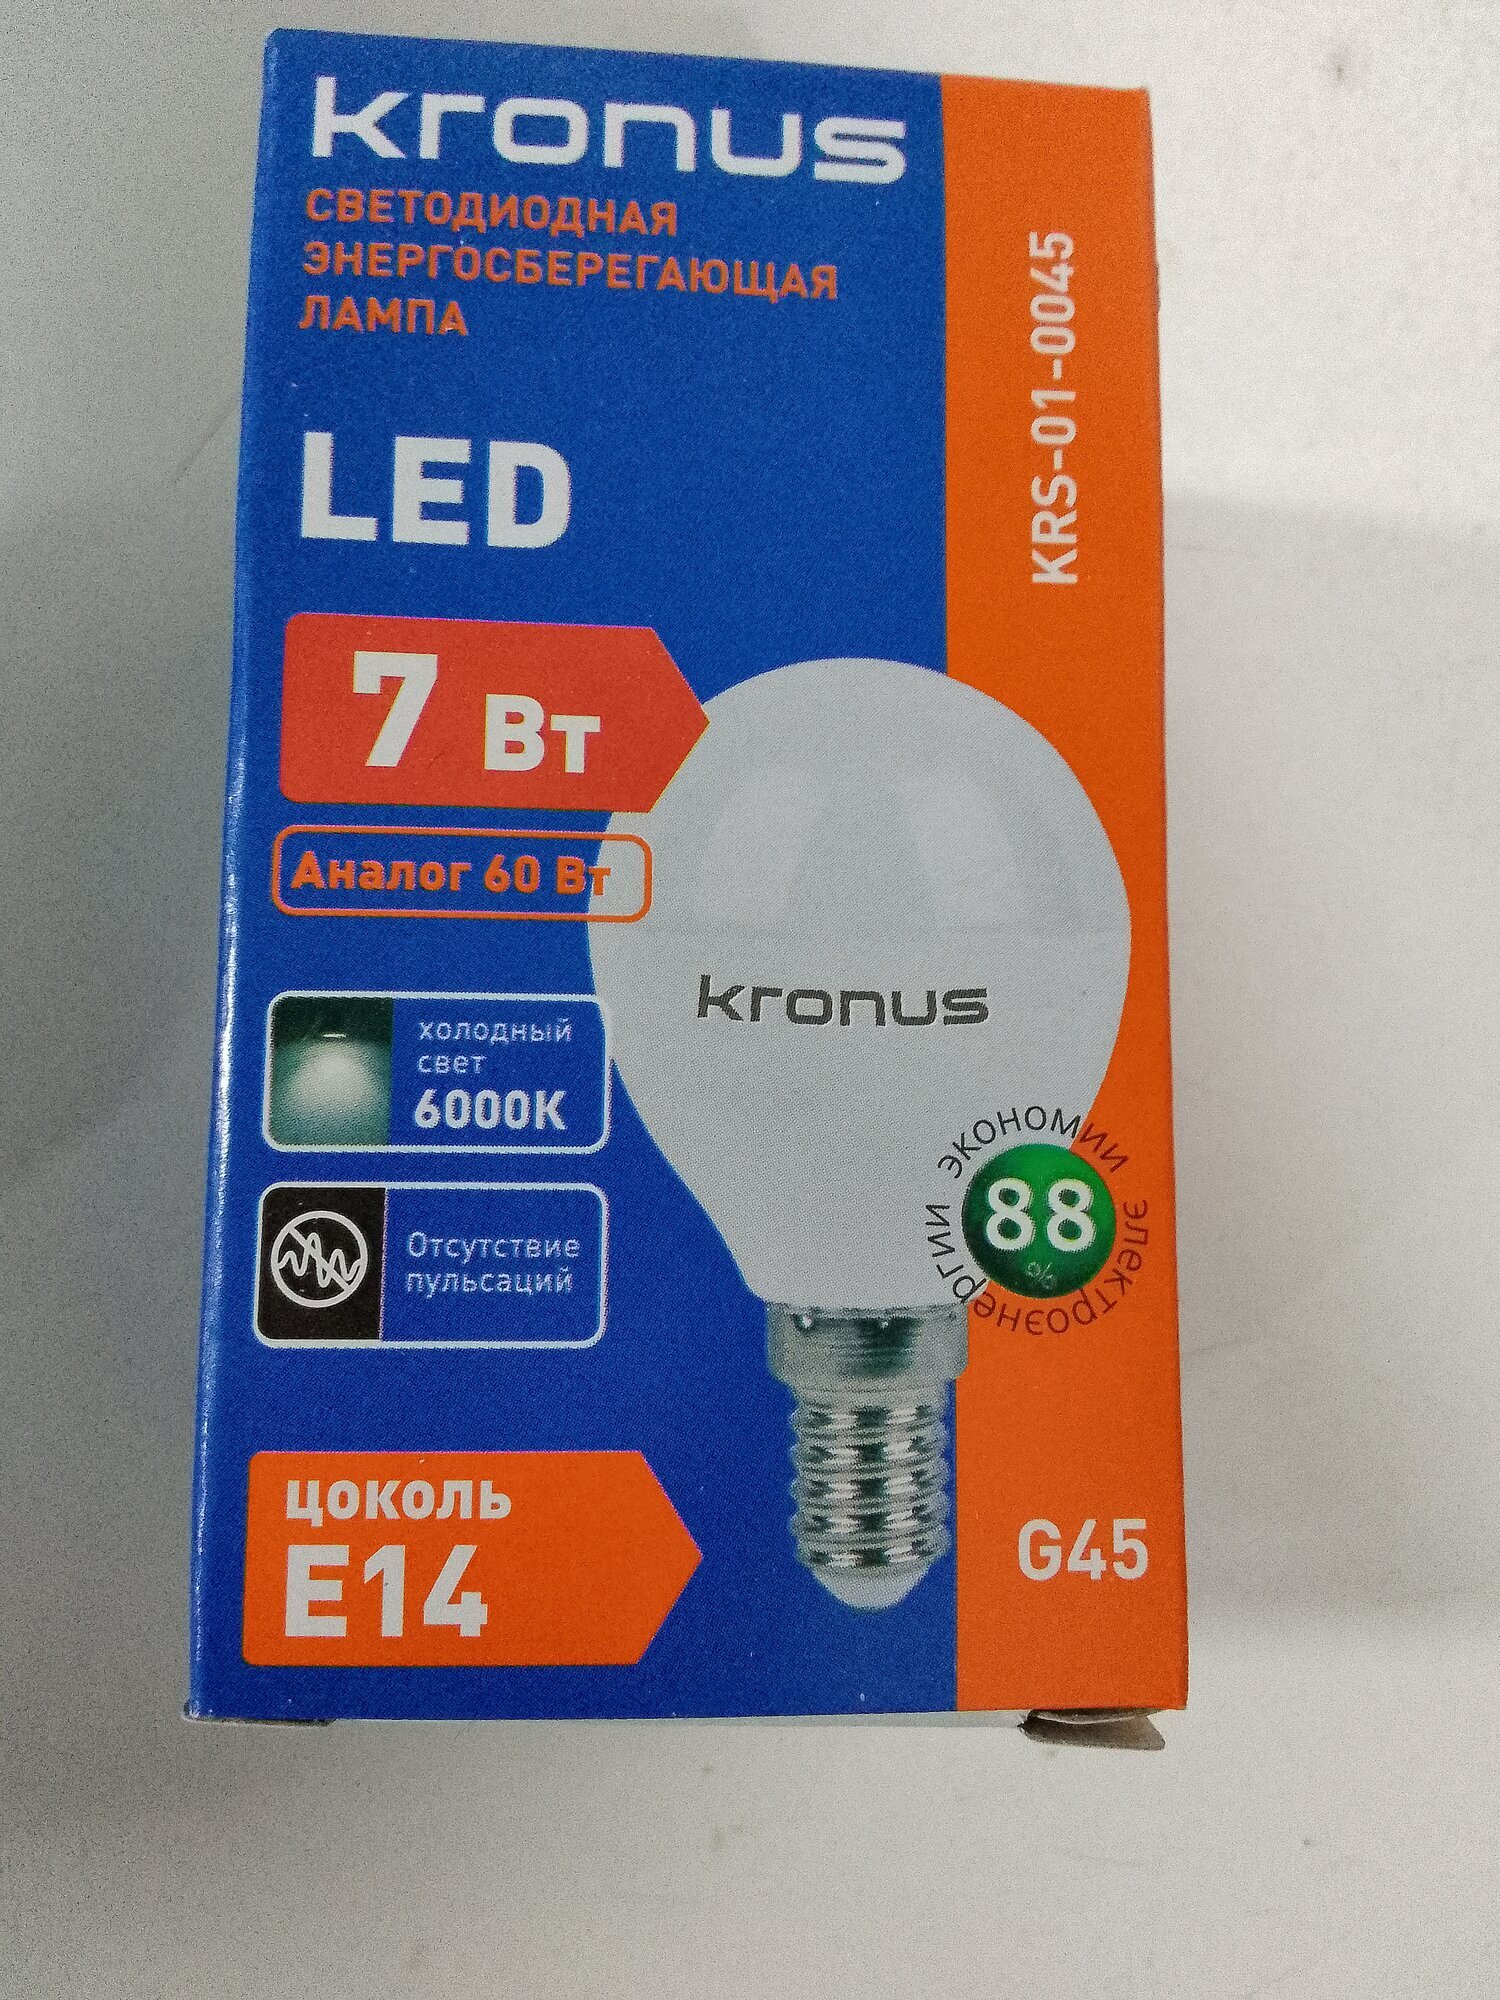 kronus
СВЕТОДИОДНАЯ
ЭНЕРГОСБЕРЕГАЮЩАЯ
ЛАМПА
KRS-01-0045
LED
7 Вт
Аналог 60 Вт
kronus
холодный
свет
6000K
экономии электроэнергии
88
%
Отсутствие
пульсаций
цоколь
E14
G45